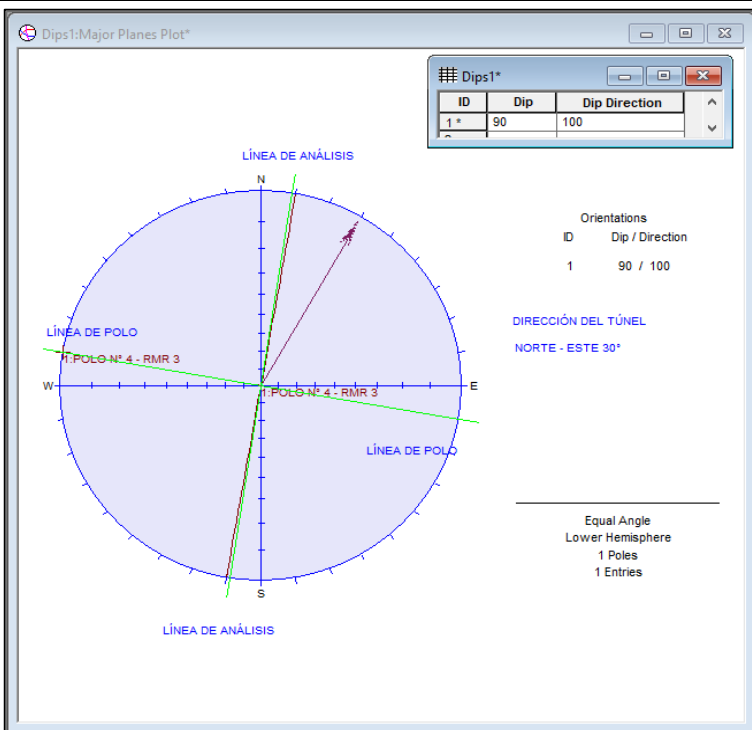 Dips1:Major Planes Plot*
Dips1*
ID Dip Dip Direction
1 * 90 100
LÍNEA DE ANÁLISIS
N
Orientations
ID Dip / Direction
1 90 / 100
DIRECCIÓN DEL TÚNEL
NORTE - ESTE 30°
LÍNEA DE POLO
1:POLO N° 4 - RMR 3
W
E
1:POLO N° 4 - RMR 3
LÍNEA DE POLO
S
LÍNEA DE ANÁLISIS
Equal Angle
Lower Hemisphere
1 Poles
1 Entries